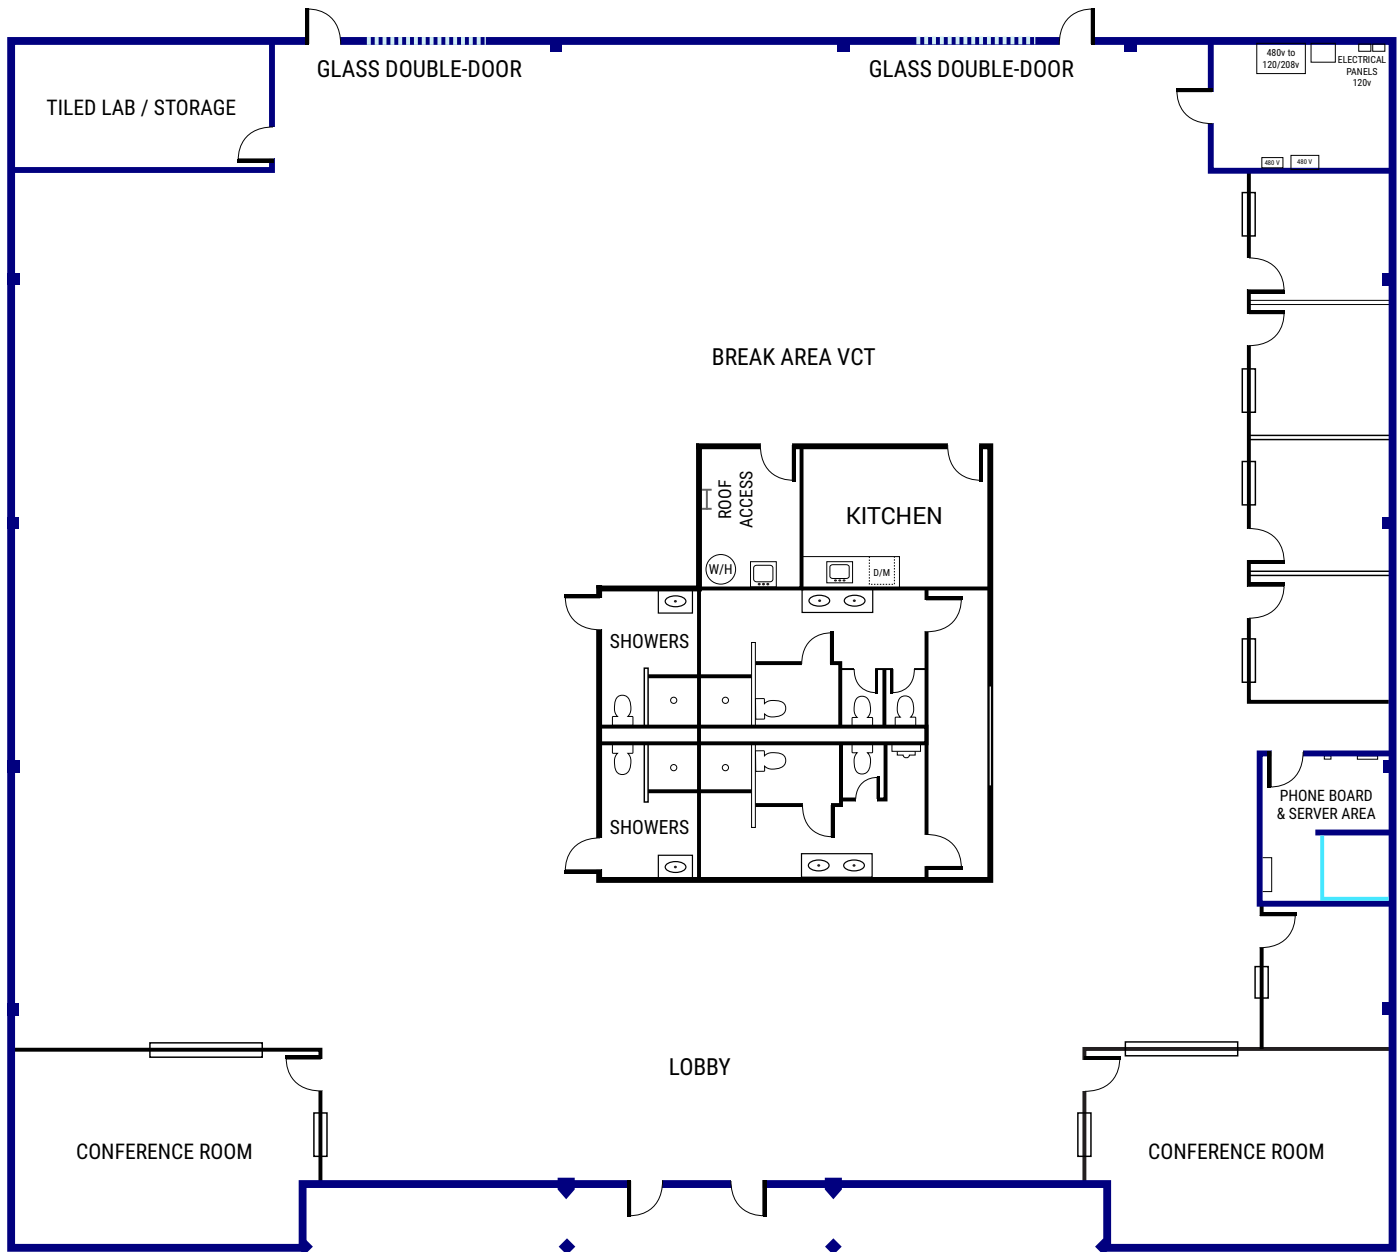 GLASS DOUBLE-DOOR
GLASS DOUBLE-DOOR
480v to
120/208v
ELECTRICAL
PANELS
120v
TILED LAB / STORAGE
480 V
480 V
BREAK AREA VCT
ROOF
ACCESS
KITCHEN
W/H
D/M
SHOWERS
PHONE BOARD
& SERVER AREA
SHOWERS
LOBBY
CONFERENCE ROOM
CONFERENCE ROOM